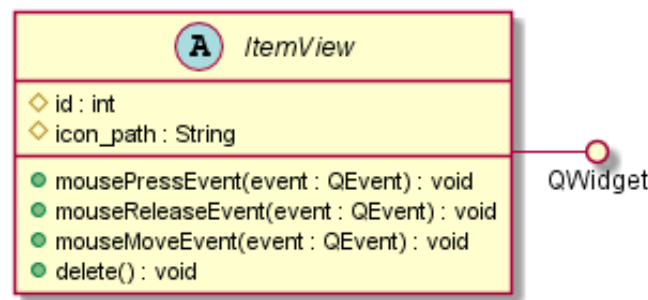 A ItemView
id : int
icon_path : String
mousePressEvent(event : QEvent) : void
mouseReleaseEvent(event : QEvent) : void
mouseMoveEvent(event : QEvent) : void
delete() : void
QWidget